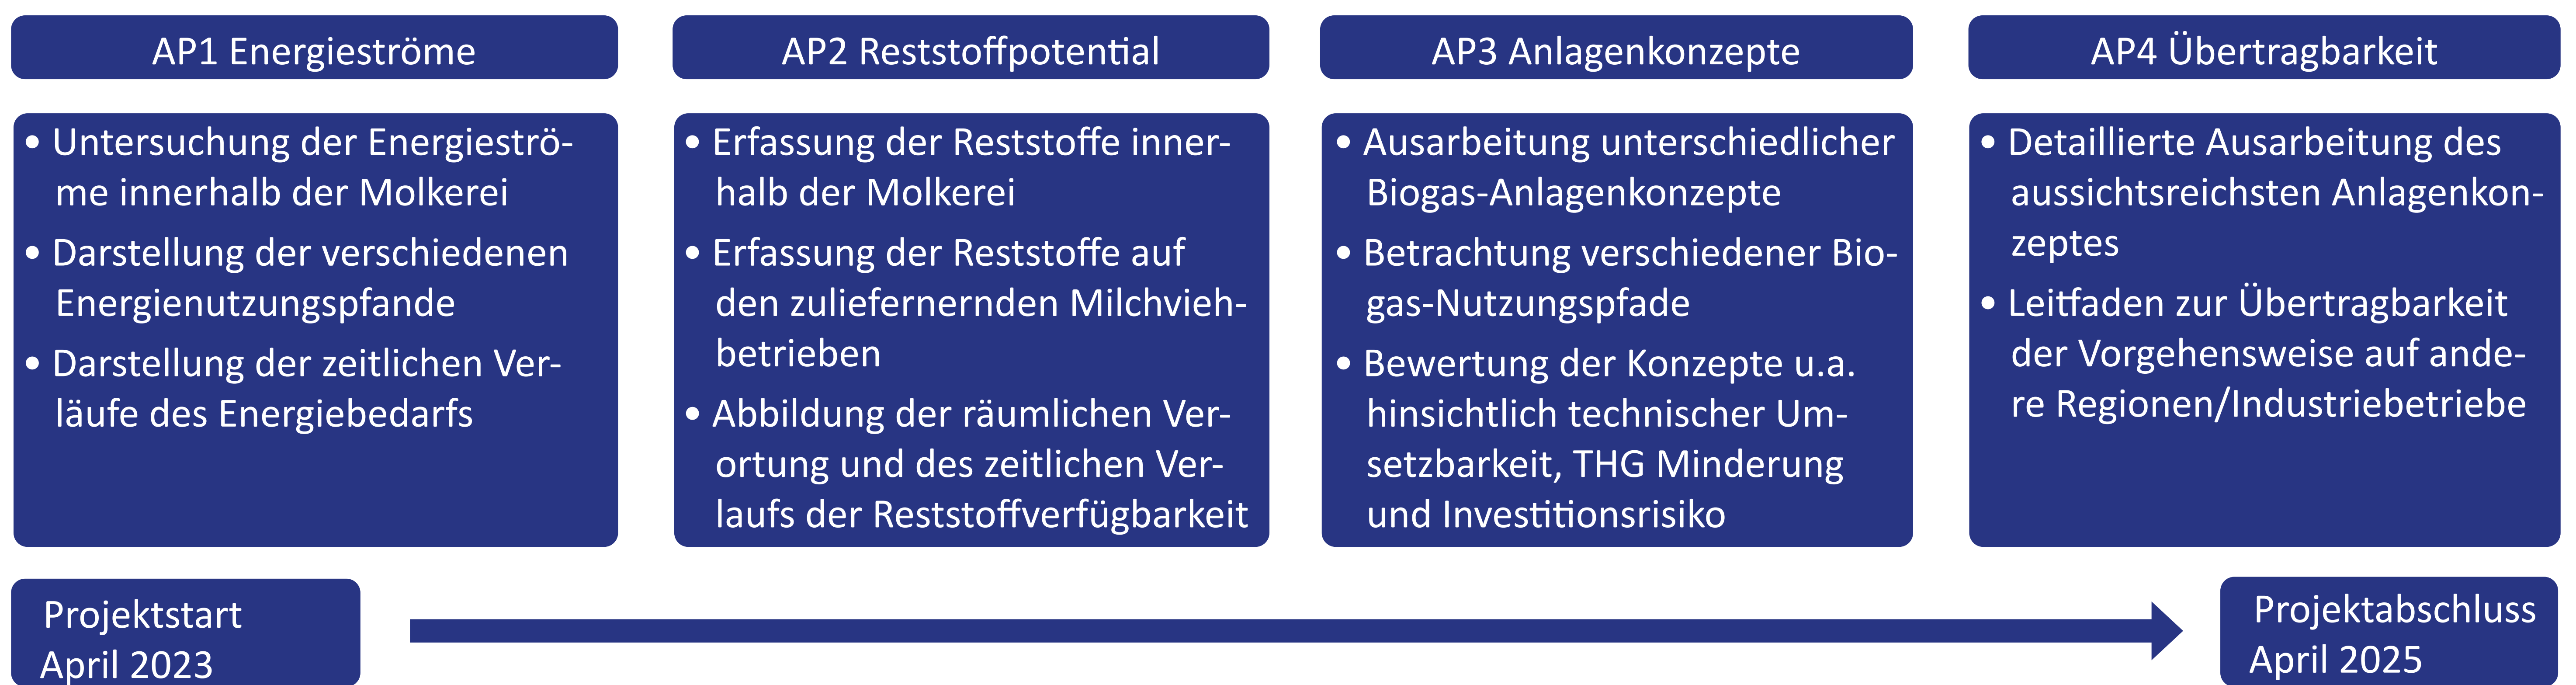 AP1 Energieströme
• Untersuchung der Energieströ-
me innerhalb der Molkerei
• Darstellung der verschiedenen
Energienutzungspfande
• Darstellung der zeitlichen Ver-
läufe des Energiebedarfs
AP2 Reststoffpotential
• Erfassung der Reststoffe inner-
halb der Molkerei
• Erfassung der Reststoffe auf
den zuliefernernden Milchvieh-
betrieben
• Abbildung der räumlichen Ver-
ortung und des zeitlichen Ver-
laufs der Reststoffverfügbarkeit
AP3 Anlagenkonzepte
• Ausarbeitung unterschiedlicher
Biogas-Anlagenkonzepte
• Betrachtung verschiedener Bio-
gas-Nutzungspfade
• Bewertung der Konzepte u.a.
hinsichtlich technischer Um-
setzbarkeit, THG Minderung
und Investitionsrisiko
AP4 Übertragbarkeit
• Detaillierte Ausarbeitung des
aussichtsreichsten Anlagenkon-
zeptes
• Leitfaden zur Übertragbarkeit
der Vorgehensweise auf ande-
re Regionen/Industriebetriebe
Projektstart
April 2023
Projektabschluss
April 2025